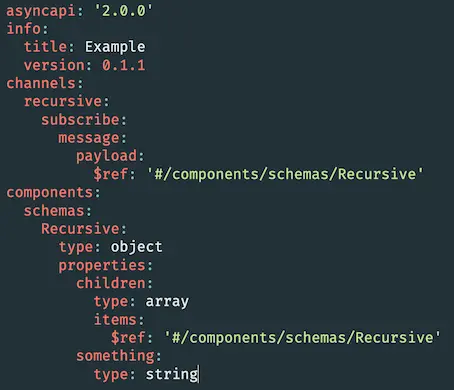 asyncapi: '2.0.0'
info:
  title: Example
  version: 0.1.1
channels:
  recursive:
    subscribe:
      message:
        payload:
          $ref: '#/components/schemas/Recursive'
components:
  schemas:
    Recursive:
      type: object
      properties:
        children:
          type: array
          items:
            $ref: '#/components/schemas/Recursive'
        something:
          type: string